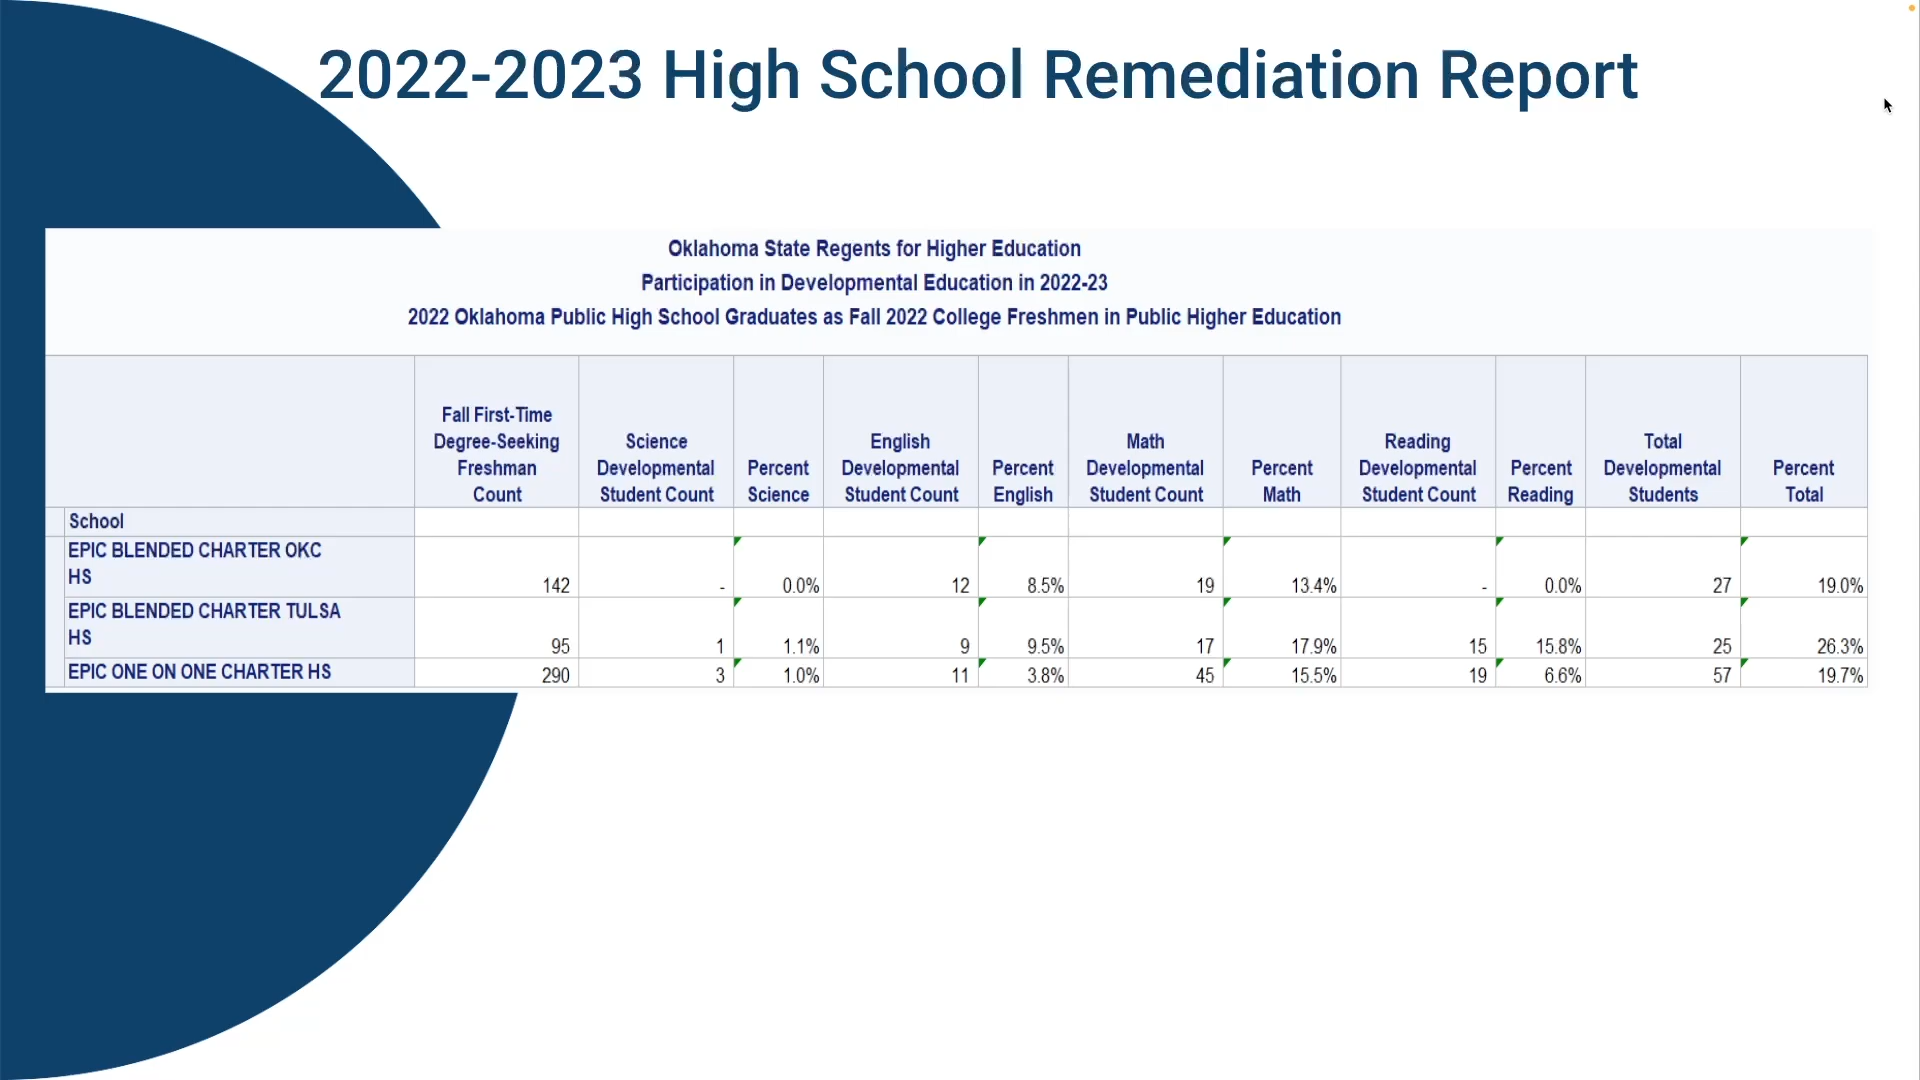 2022-2023 High School Remediation Report
Oklahoma State Regents for Higher Education
Participation in Developmental Education in 2022-23
2022 Oklahoma Public High School Graduates as Fall 2022 College Freshmen in Public Higher Education
Fall First-Time
Degree-Seeking
Freshman
Count
Science
Developmental
Student Count
Percent
Science
English
Developmental
Student Count
Percent
English
Math
Developmental
Student Count
Percent
Math
Reading
Developmental
Student Count
Percent
Reading
Total
Developmental
Students
Percent
Total
School
EPIC BLENDED CHARTER OKC
HS
142 - 0.0% 12 8.5% 19 13.4% - 0.0% 27 19.0%
EPIC BLENDED CHARTER TULSA
HS
95 1 1.1% 9 9.5% 17 17.9% 15 15.8% 25 26.3%
EPIC ONE ON ONE CHARTER HS 290 3 1.0% 11 3.8% 45 15.5% 19 6.6% 57 19.7%